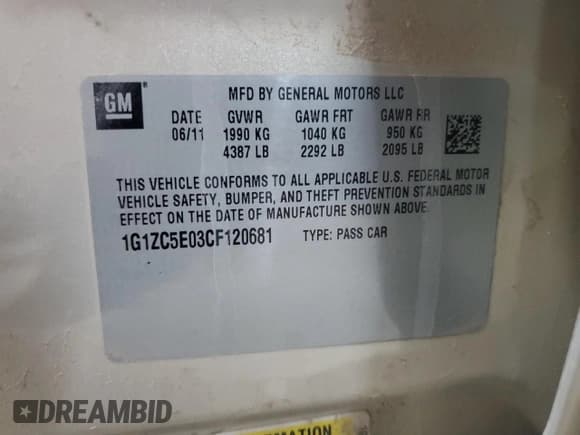 GM
MFD BY GENERAL MOTORS LLC
DATE GVWR GAWR FRT GAWR RR
06/11 1990 KG 1040 KG 950 KG
4387 LB 2292 LB 2095 LB
THIS VEHICLE CONFORMS TO ALL APPLICABLE U.S. FEDERAL MOTOR
VEHICLE SAFETY, BUMPER, AND THEFT PREVENTION STANDARDS IN
EFFECT ON THE DATE OF MANUFACTURE SHOWN ABOVE.
1G1ZC5E03CF120681 TYPE: PASS CAR
DREAMBID